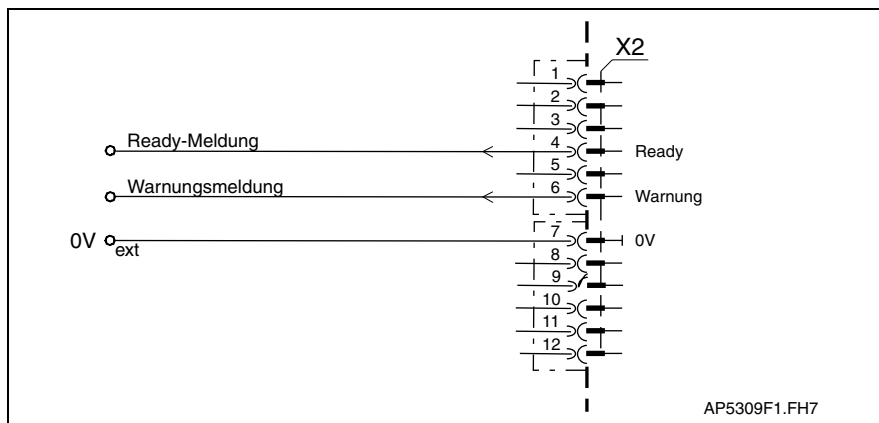 X2
1
2
3
Ready-Meldung 4 Ready
5
Warnungsmeldung 6 Warnung
0V ext 7 0V
8
9
10
11
12
AP5309F1.FH7